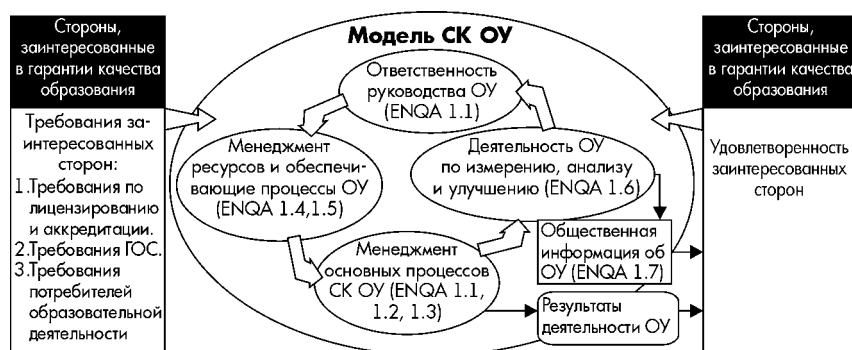 Стороны,
заинтересованные
в гарантии качества
образования
Требования за-
интересованных
сторон:
1.Требования по
лицензированию
и аккредитации.
2.Требования ГОС.
3.Требования
потребителей
образовательной
деятельности
Модель СК ОУ
Ответственность
руководства ОУ
(ENQA 1.1)
Менеджмент
ресурсов и обеспечи-
вающие процессы ОУ
(ENQA 1.4,1.5)
Деятельность ОУ
по измерению, анализу
и улучшению (ENQA 1.6)
Менеджмент
основных процессов
СК ОУ (ENQA 1.1,
1.2, 1.3)
Общественная
информация об
ОУ (ENQA 1.7)
Результаты
деятельности ОУ
Стороны,
заинтересованные
в гарантии качества
образования
Удовлетворенность
заинтересованных
сторон